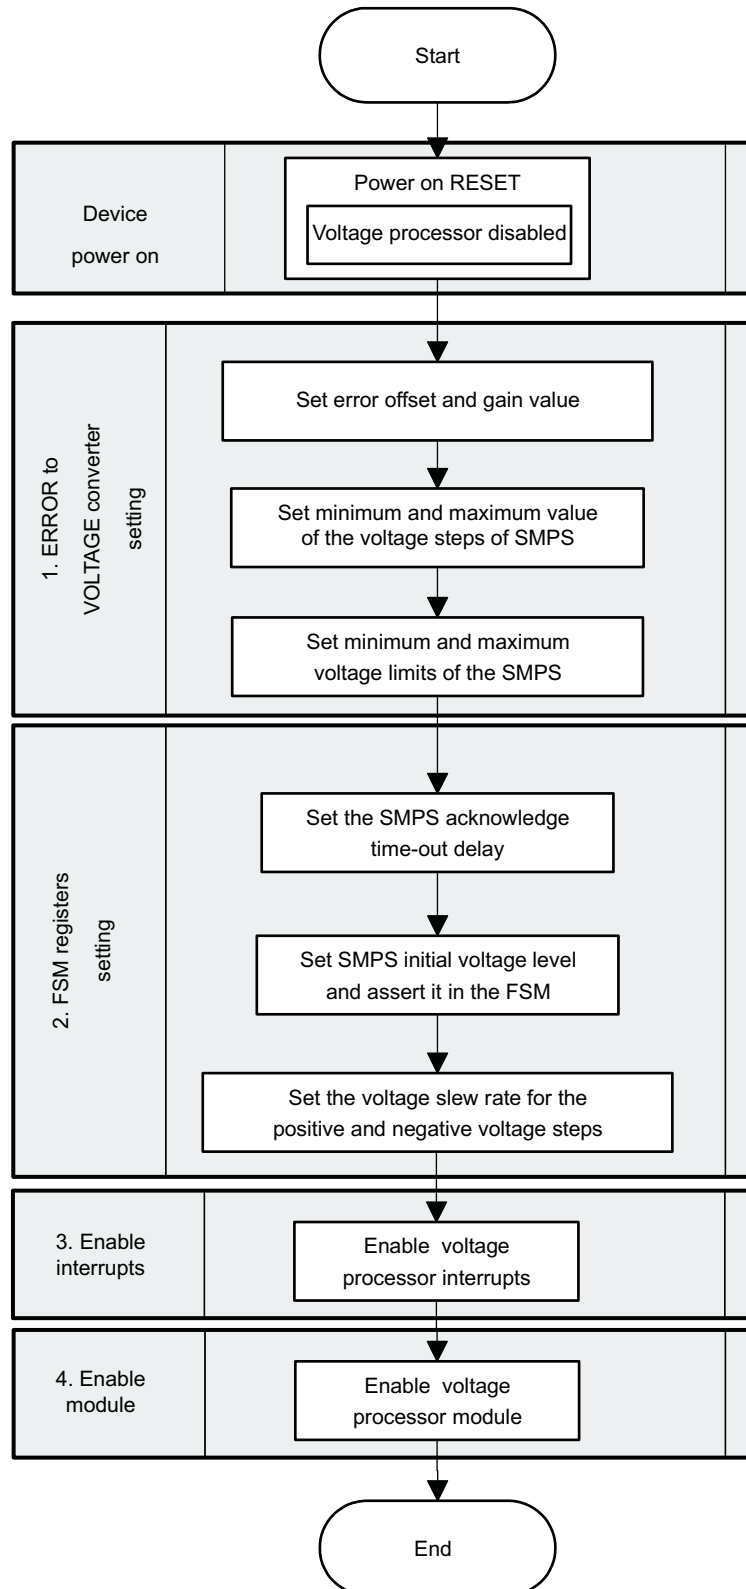 Start
Device
power on
Power on RESET
Voltage processor disabled
1. ERROR to
VOLTAGE converter
setting
Set error offset and gain value
Set minimum and maximum value
of the voltage steps of SMPS
Set minimum and maximum
voltage limits of the SMPS
2. FSM registers
setting
Set the SMPS acknowledge
time-out delay
Set SMPS initial voltage level
and assert it in the FSM
Set the voltage slew rate for the
positive and negative voltage steps
3. Enable
interrupts
Enable voltage
processor interrupts
4. Enable
module
Enable voltage
processor module
End